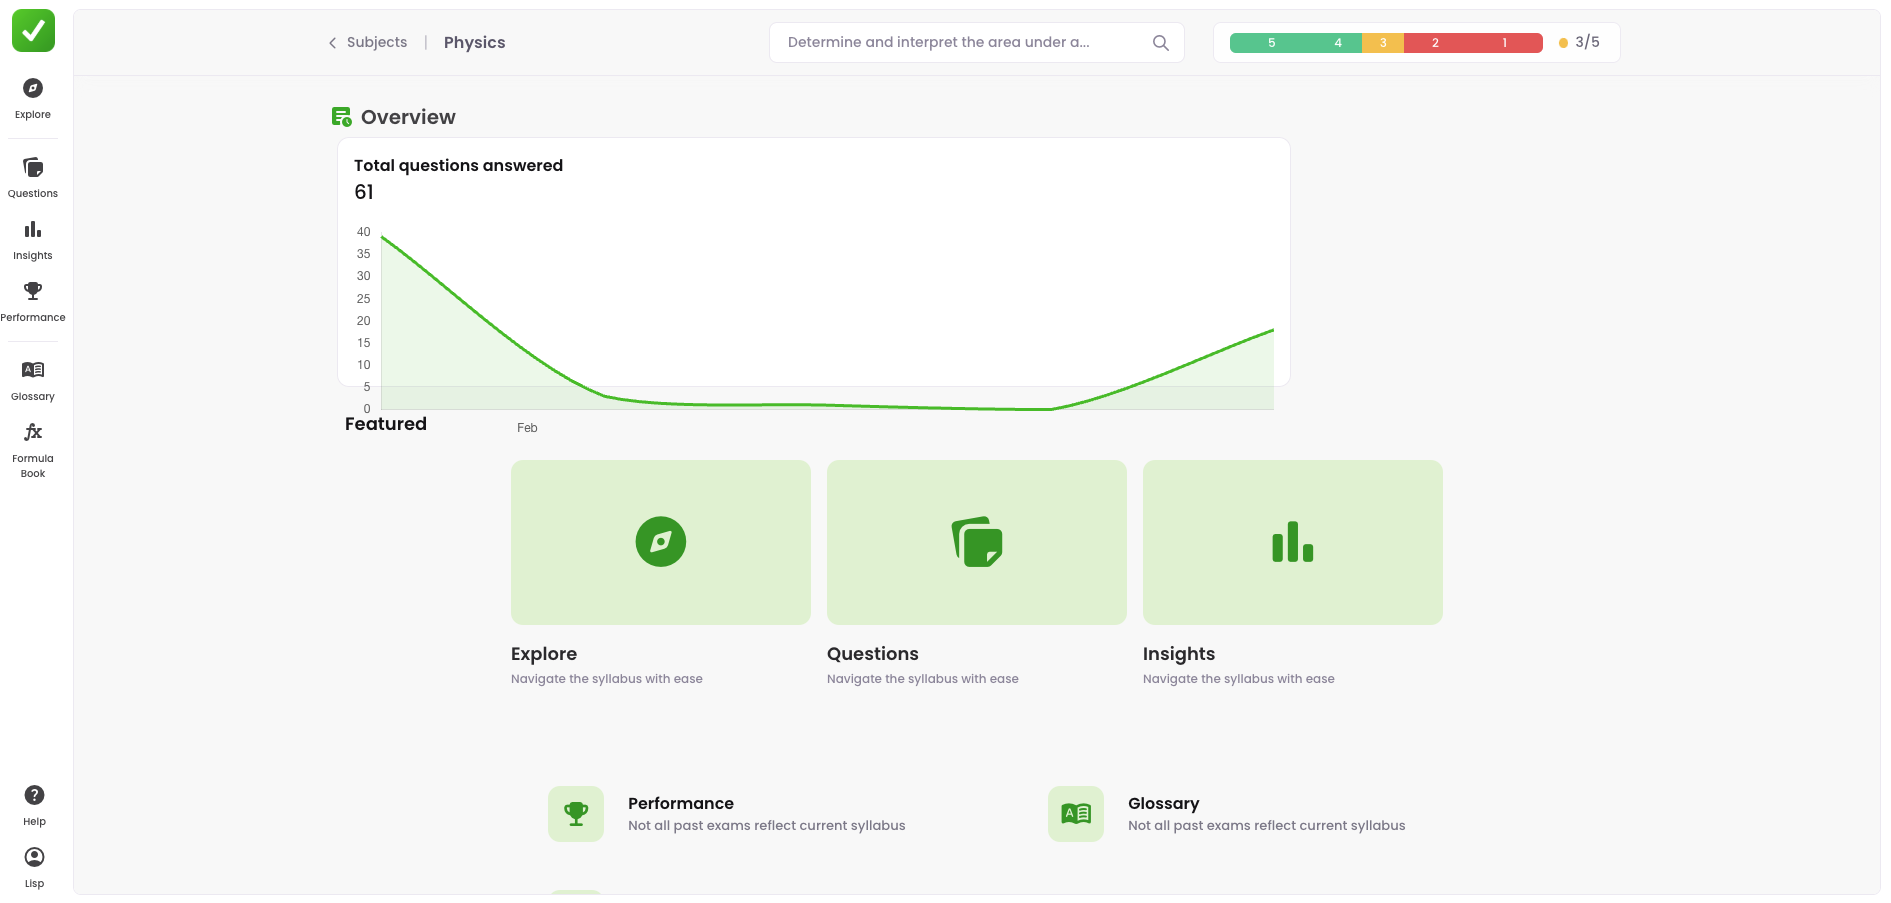 Explore
Questions
Insights
Performance
Glossary
Formula
Book
Help
Lisp
Subjects | Physics
Determine and interpret the area under a...
5 4 3 2 1
3/5
Overview
Total questions answered
61
40
35
30
25
20
15
10
5
0
Feb
Featured
Explore
Navigate the syllabus with ease
Questions
Navigate the syllabus with ease
Insights
Navigate the syllabus with ease
Performance
Not all past exams reflect current syllabus
A
Glossary
Not all past exams reflect current syllabus